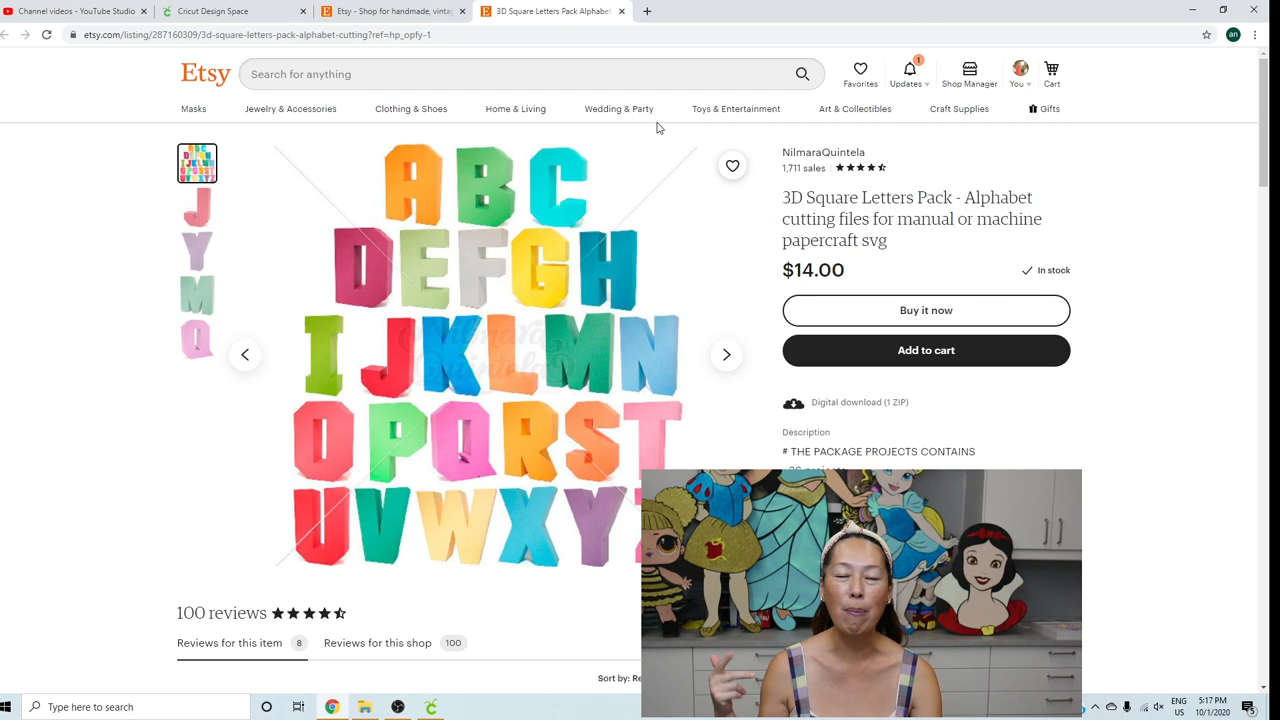 Channel videos - YouTube Studio
Cricut Design Space
Etsy - Shop for handmade, vintag
3D Square Letters Pack Alphabet
etsy.com/listing/287160309/3d-square-letters-pack-alphabet-cutting?ref=hp_opfy-1
an
Etsy
Search for anything
1
Favorites
Updates
Shop Manager
You
Cart
Masks
Jewelry & Accessories
Clothing & Shoes
Home & Living
Wedding & Party
Toys & Entertainment
Art & Collectibles
Craft Supplies
Gifts
A B C
D E F G H
I J K L M N
O P Q R S T
U V W X Y Z
Nilmara
Quintela
J
Y
M
Q
NilmaraQuintela
1,711 sales
3D Square Letters Pack - Alphabet
cutting files for manual or machine
papercraft svg
$14.00
In stock
Buy it now
Add to cart
Digital download (1 ZIP)
Description
# THE PACKAGE PROJECTS CONTAINS
100 reviews
Reviews for this item 8
Reviews for this shop 100
Sort by: Re
Type here to search
ENG
US
5:17 PM
10/1/2020
5